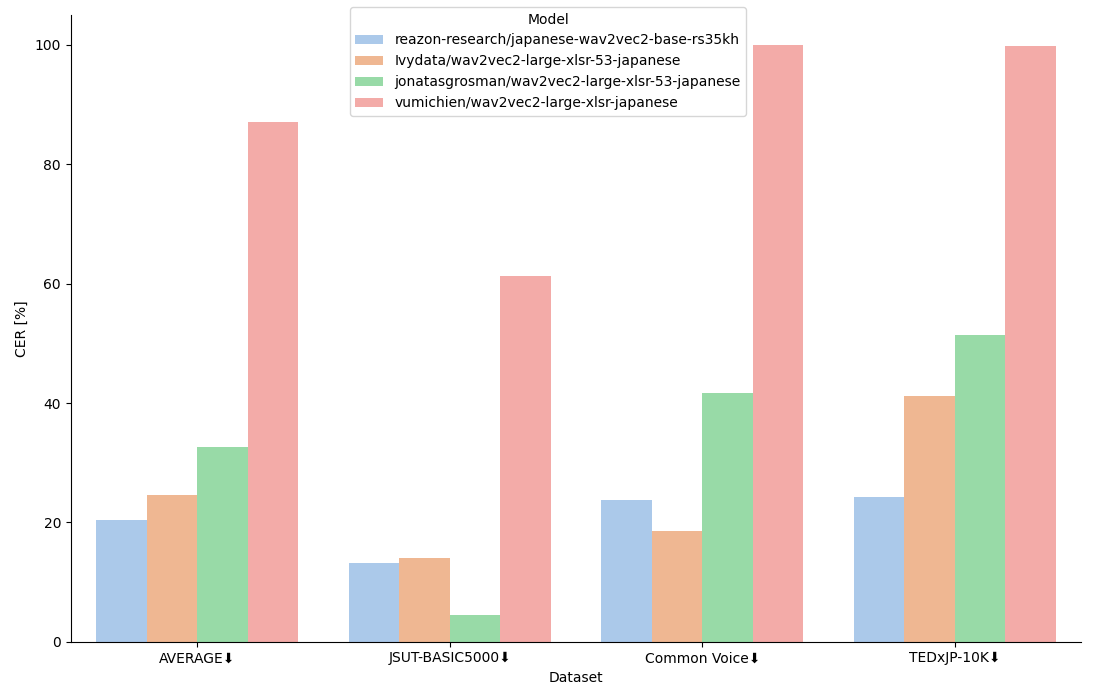 Model
reazon-research/japanese-wav2vec2-base-rs35kh
Ivydata/wav2vec2-large-xlsr-53-japanese
jonatasgrosman/wav2vec2-large-xlsr-53-japanese
vumichien/wav2vec2-large-xlsr-japanese
100
80
60
40
20
0
CER [%]
AVERAGE⬇ JSUT-BASIC5000⬇ Common Voice⬇ TEDxJP-10K⬇
Dataset